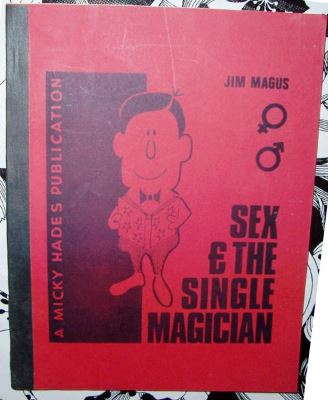 JIM MAGUS
A MICKY HADES PUBLICATION
SEX
& THE
SINGLE
MAGICIAN